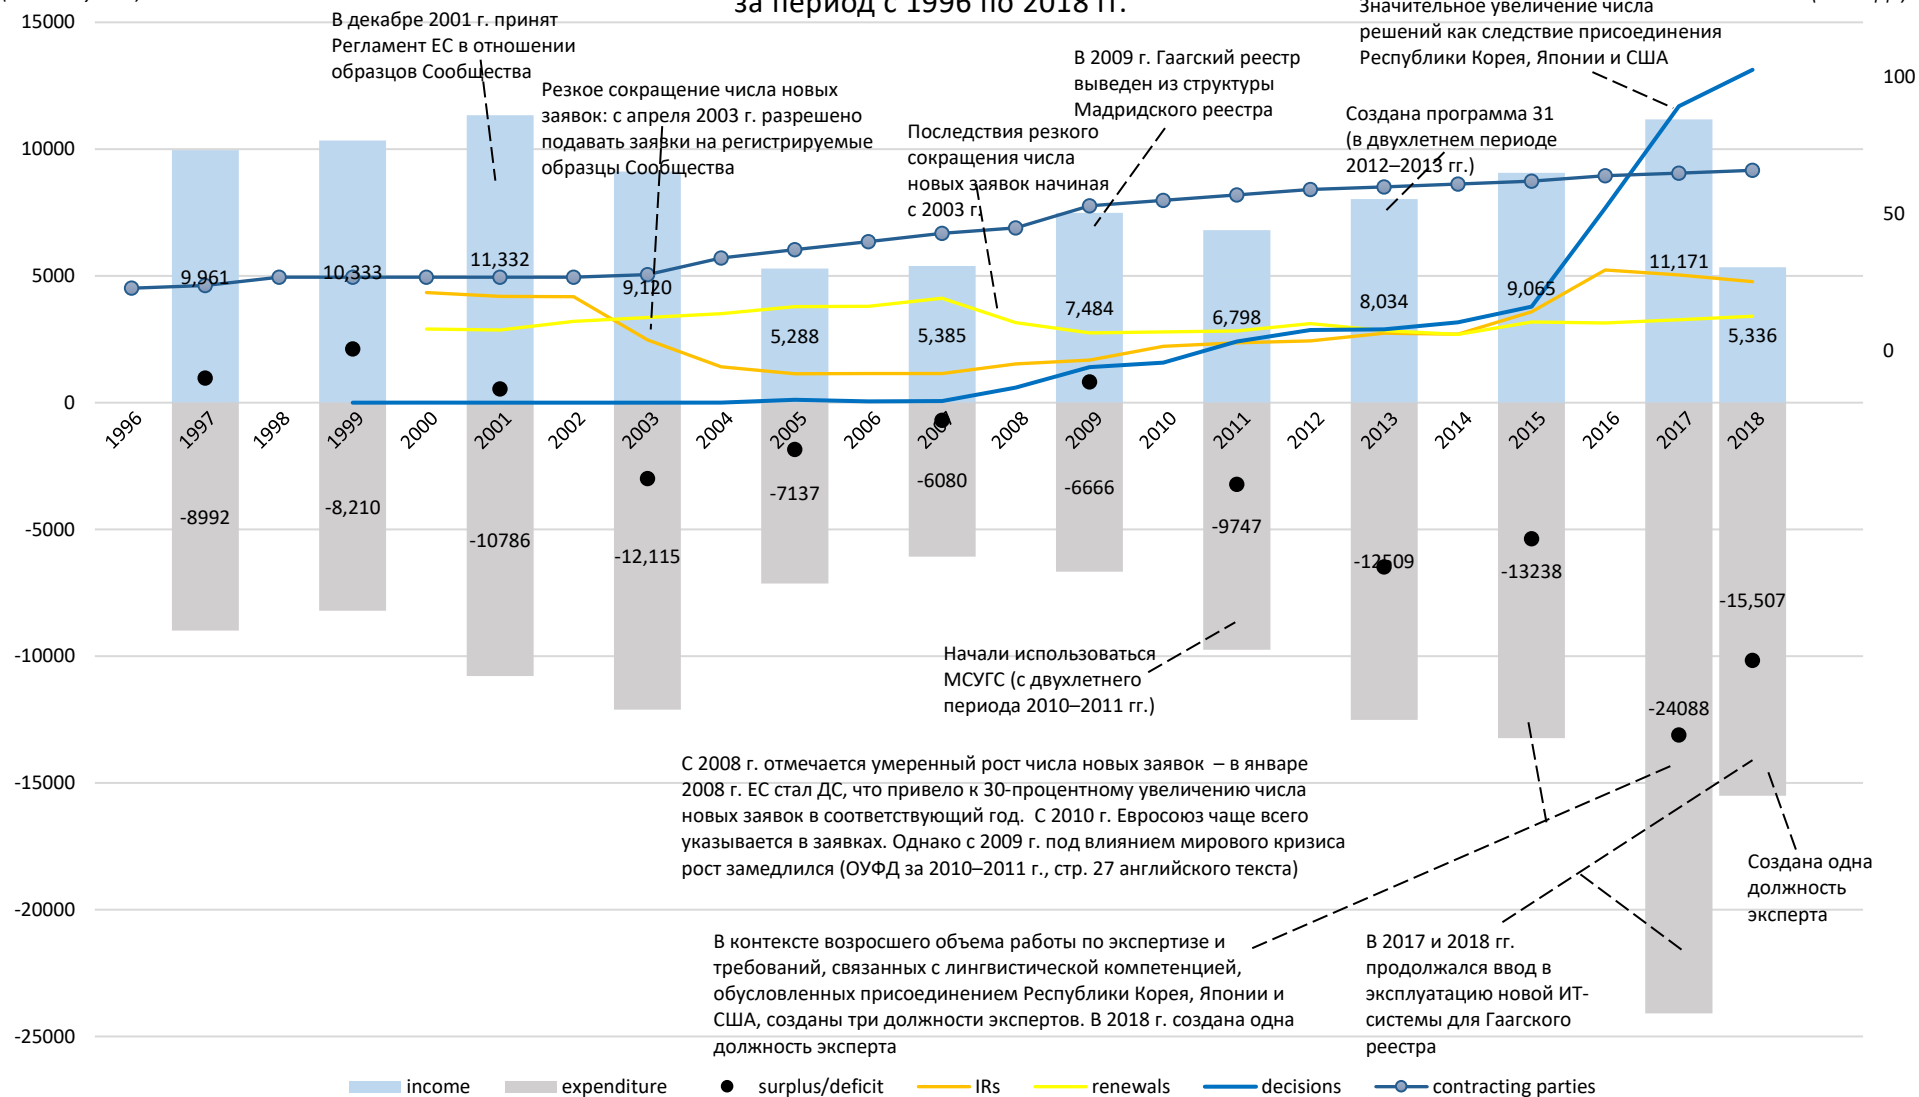 за период с 1996 по 2018 гг.
В декабре 2001 г. принят
Регламент ЕС в отношении
образцов Сообщества
Резкое сокращение числа новых
заявок: с апреля 2003 г. разрешено
подавать заявки на регистрируемые
образцы Сообщества
Последствия резкого
сокращения числа
новых заявок начиная
с 2003 г.
В 2009 г. Гаагский реестр
выведен из структуры
Мадридского реестра
Создана программа 31
(в двухлетнем периоде
2012–2013 гг.)
Значительное увеличение числа
решений как следствие присоединения
Республики Корея, Японии и США
15000
10000
5000
0
-5000
-10000
-15000
-20000
-25000
100
50
0
9,961
10,333
11,332
9,120
5,288
5,385
7,484
6,798
8,034
9,065
11,171
5,336
1996
1997
1998
1999
2000
2001
2002
2003
2004
2005
2006
2007
2008
2009
2010
2011
2012
2013
2014
2015
2016
2017
2018
-8992
-8,210
-10786
-12,115
-7137
-6080
-6666
-9747
-12509
-13238
-24088
-15,507
Начали использоваться
МСУГС (с двухлетнего
периода 2010–2011 гг.)
С 2008 г. отмечается умеренный рост числа новых заявок – в январе
2008 г. ЕС стал ДС, что привело к 30-процентному увеличению числа
новых заявок в соответствующий год. С 2010 г. Евросоюз чаще всего
указывается в заявках. Однако с 2009 г. под влиянием мирового кризиса
рост замедлился (ОУФД за 2010–2011 г., стр. 27 английского текста)
Создана одна
должность
эксперта
В контексте возросшего объема работы по экспертизе и
требований, связанных с лингвистической компетенцией,
обусловленных присоединением Республики Корея, Японии и
США, созданы три должности экспертов. В 2018 г. создана одна
должность эксперта
В 2017 и 2018 гг.
продолжался ввод в
эксплуатацию новой ИТ-
системы для Гаагского
реестра
income
expenditure
surplus/deficit
IRs
renewals
decisions
contracting parties